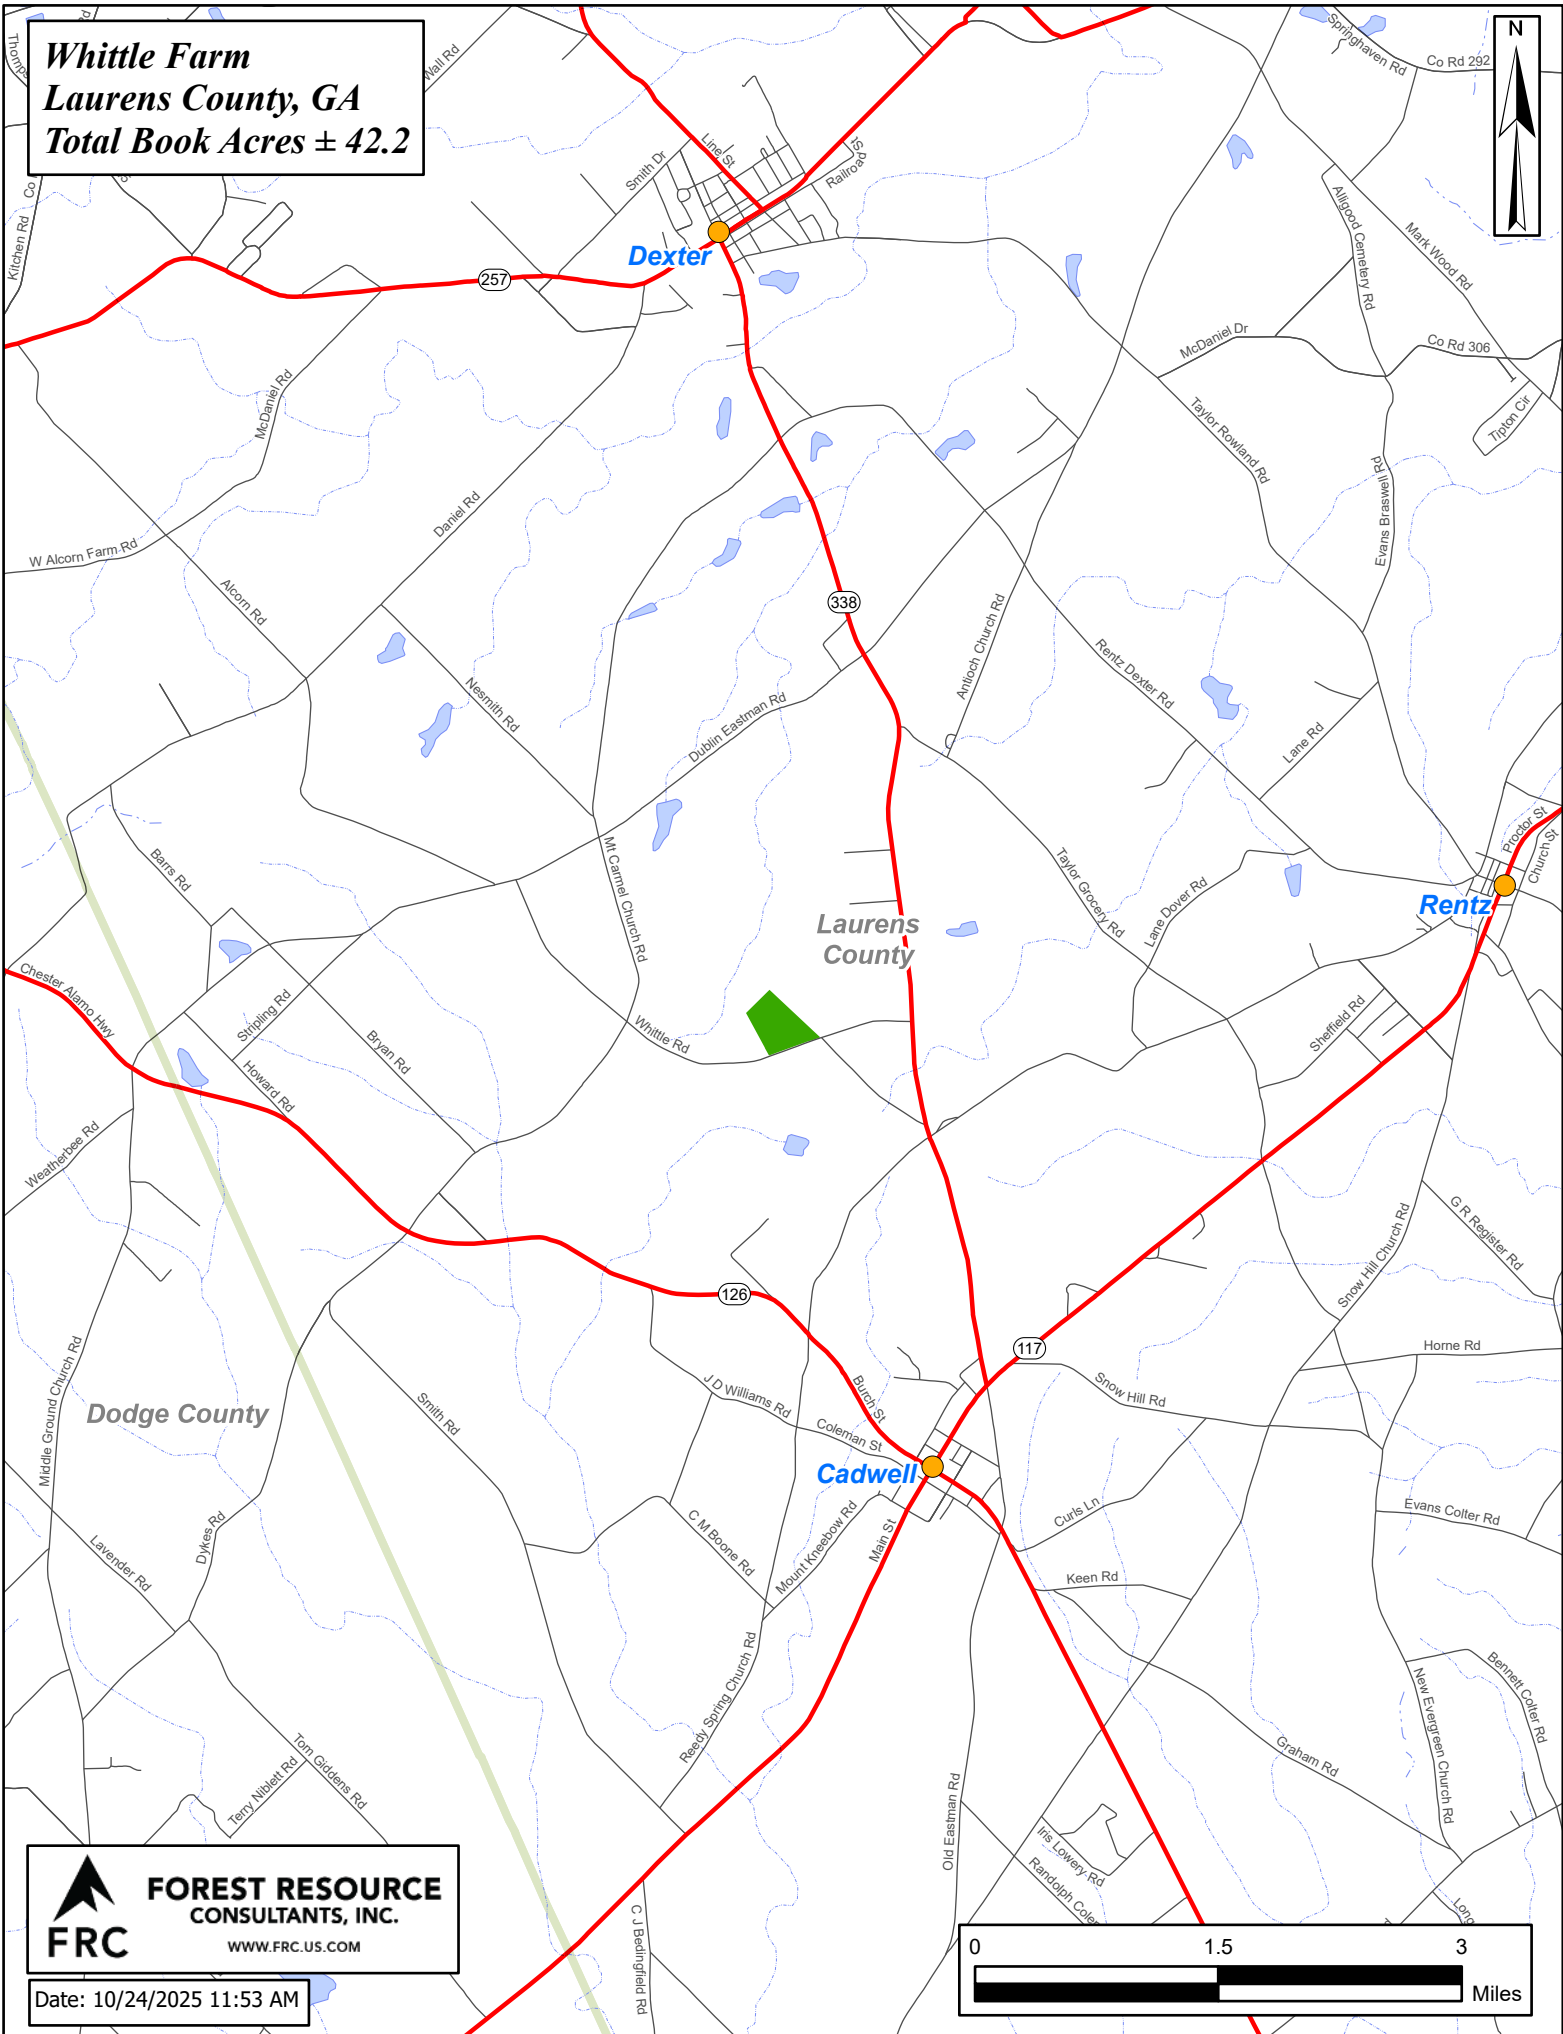 Whittle Farm
Laurens County, GA
Total Book Acres ± 42.2
N
Wall Rd
Springhaven Rd
Co Rd 292
Line St
Smith Dr
Railroad St
Kitchen Rd
Dexter
257
Alligood Cemetery Rd
Mark Wood Rd
McDaniel Dr
Co Rd 306
McDaniel Rd
Taylor Rowland Rd
Tipton Cir
Daniel Rd
Evans Braswell Rd
W Alcorn Farm Rd
Alcorn Rd
338
Antioch Church Rd
Rentz Dexter Rd
Nesmith Rd
Dublin Eastman Rd
Lane Rd
Proctor St
Church St
Barrs Rd
Mt Carmel Church Rd
Taylor Grocery Rd
Lane Dover Rd
Rentz
Laurens
County
Chester Alamo Hwy
Stripling Rd
Bryan Rd
Whittle Rd
Sheffield Rd
Howard Rd
Weatherbee Rd
G R Register Rd
Snow Hill Church Rd
126
117
Horne Rd
Middle Ground Church Rd
Dodge County
Smith Rd
J D Williams Rd
Burch St
Snow Hill Rd
Coleman St
Cadwell
Curls Ln
Evans Colter Rd
Lavender Rd
Dykes Rd
C M Boone Rd
Mount Kneebow Rd
Main St
Keen Rd
Reedy Spring Church Rd
New Evergreen Church Rd
Bennett Colter Rd
Tom Giddens Rd
Terry Niblett Rd
Graham Rd
Old Eastman Rd
Iris Lowery Rd
Randolph Coler
Long
C J Bedingfield Rd
FRC
FOREST RESOURCE
CONSULTANTS, INC.
WWW.FRC.US.COM
Date: 10/24/2025 11:53 AM
0 1.5 3
Miles